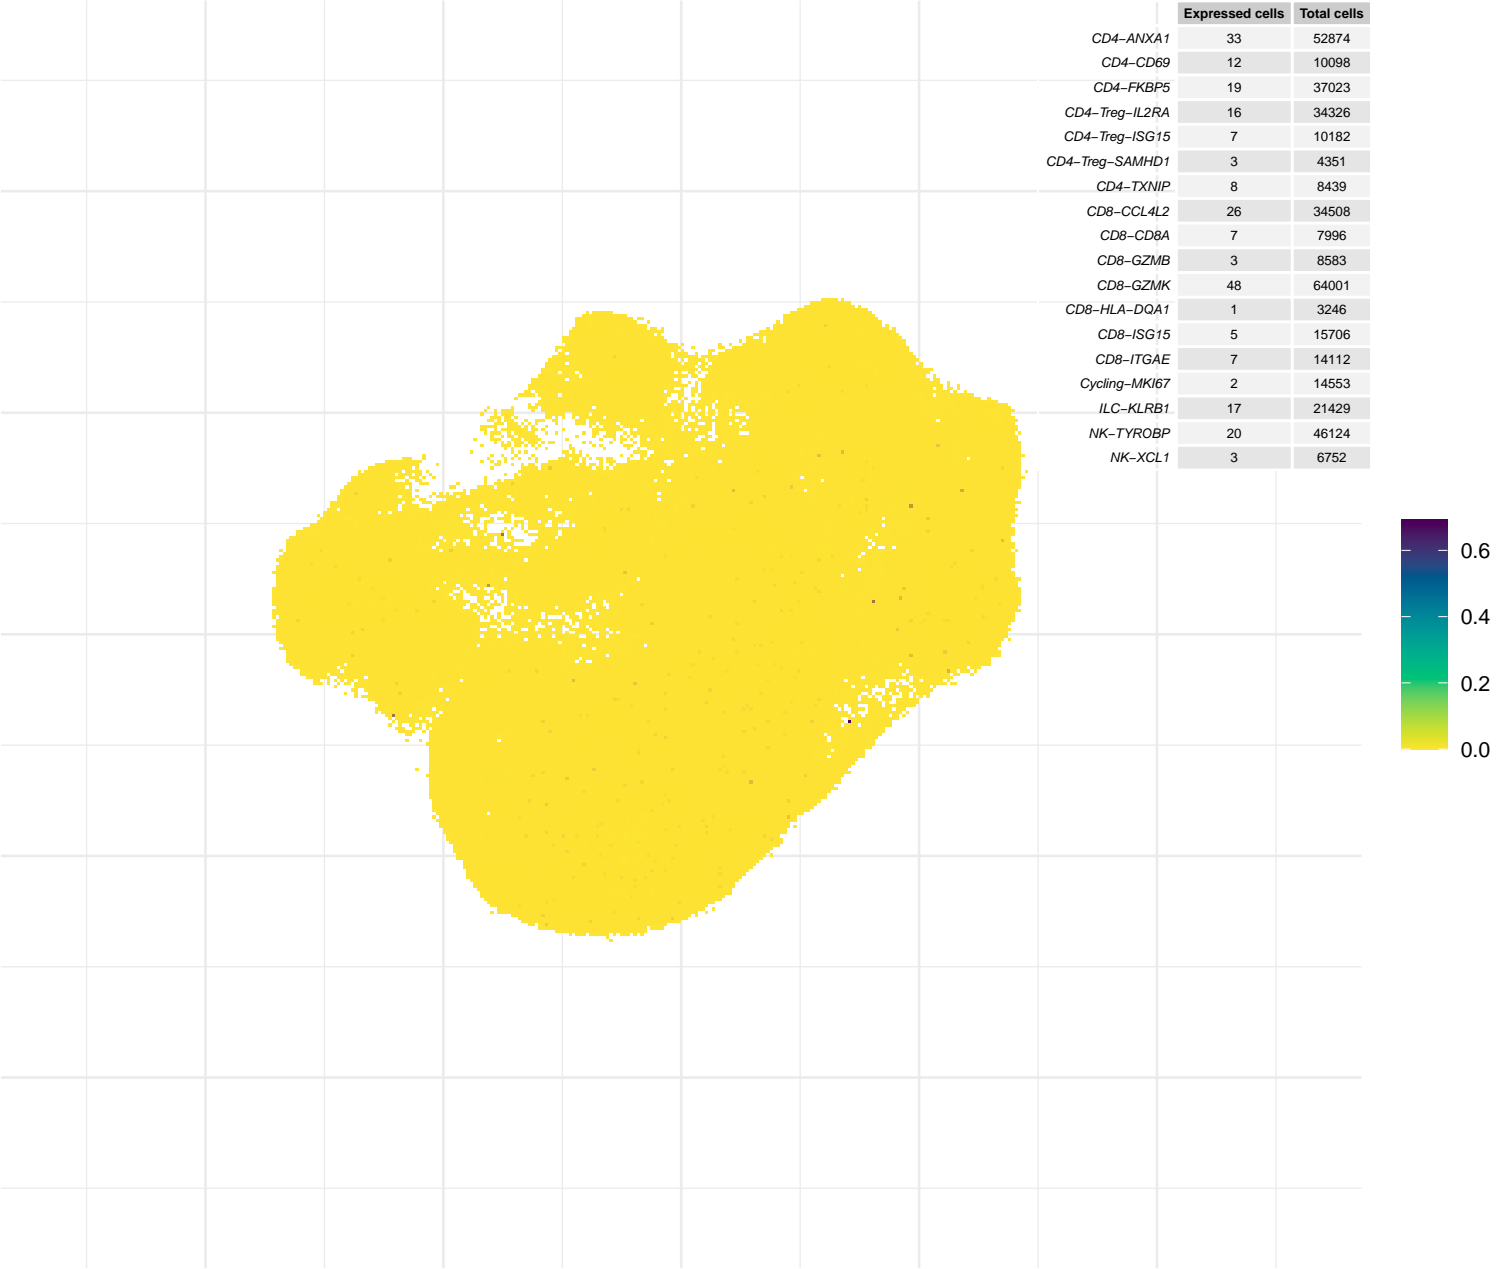 Expressed cells Total cells
CD4−ANXA1 33 52874
CD4−CD69 12 10098
CD4−FKBP5 19 37023
CD4−Treg−IL2RA 16 34326
CD4−Treg−ISG15 7 10182
CD4−Treg−SAMHD1 3 4351
CD4−TXNIP 8 8439
CD8−CCL4L2 26 34508
CD8−CD8A 7 7996
CD8−GZMB 3 8583
CD8−GZMK 48 64001
CD8−HLA−DQA1 1 3246
CD8−ISG15 5 15706
CD8−ITGAE 7 14112
Cycling−MKI67 2 14553
ILC−KLRB1 17 21429
NK−TYROBP 20 46124
NK−XCL1 3 6752
0.6
0.4
0.2
0.0